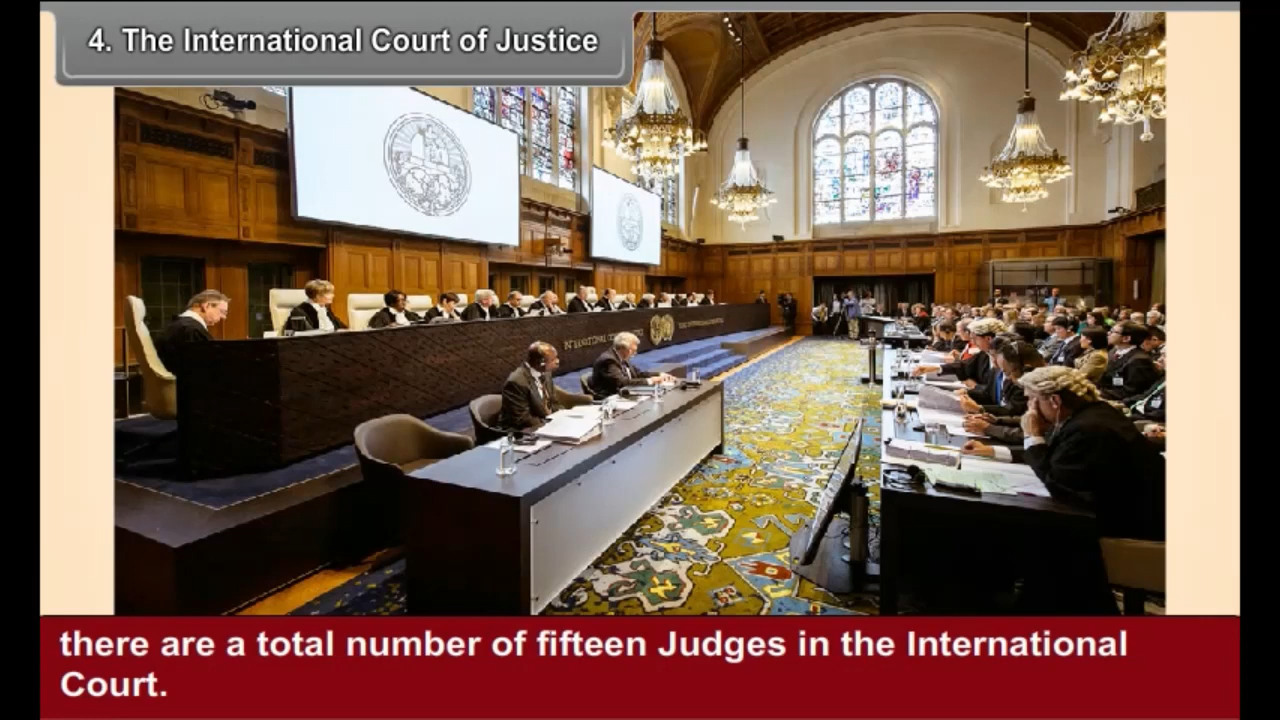 4. The International Court of Justice
there are a total number of fifteen Judges in the International
Court.